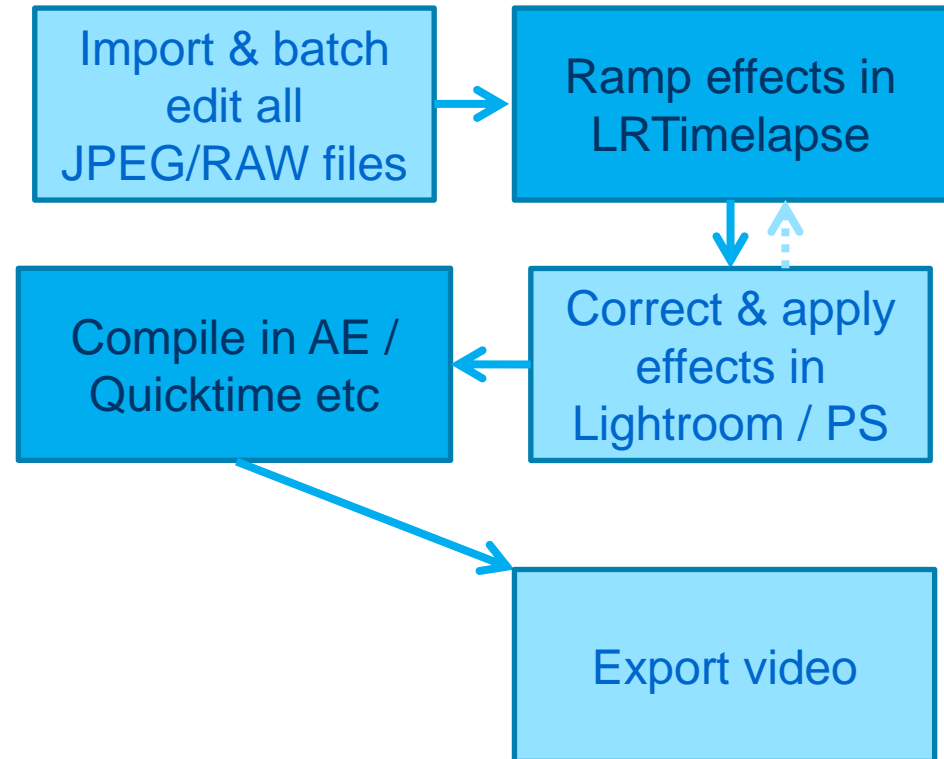 Import & batch
edit all
JPEG/RAW files
Ramp effects in
LRTimelapse
Correct & apply
effects in
Lightroom / PS
Compile in AE /
Quicktime etc
Export video